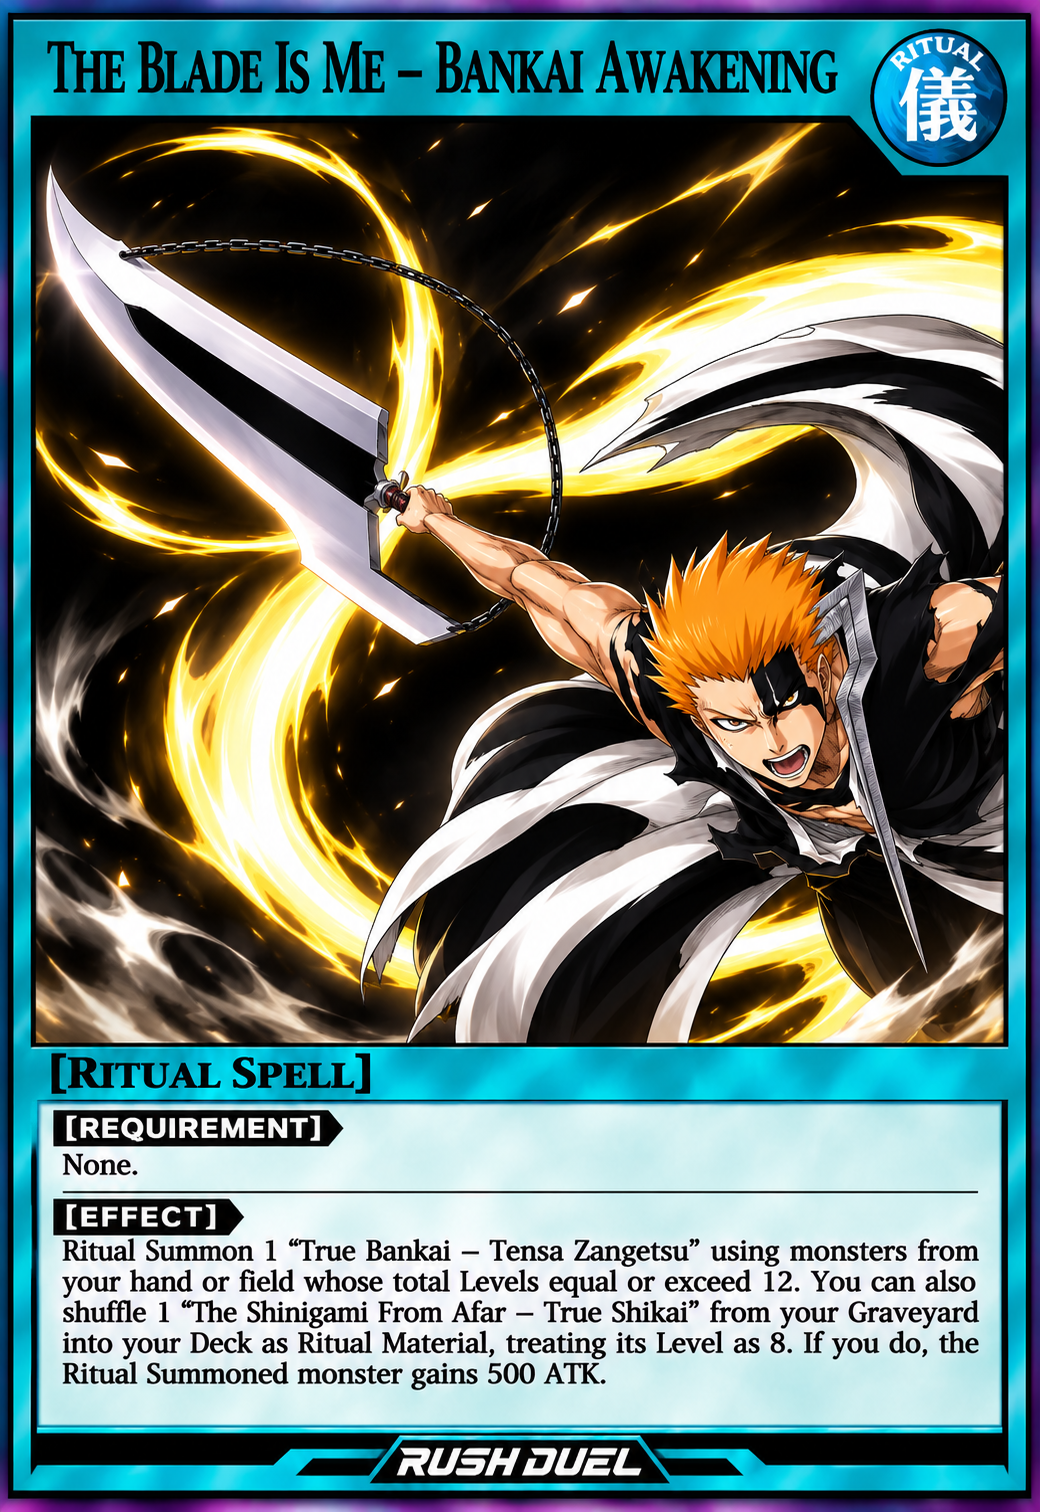 The Blade Is Me – Bankai Awakening
RITUAL
儀
[Ritual Spell]
[REQUIREMENT]
None.
[EFFECT]
Ritual Summon 1 “True Bankai – Tensa Zangetsu” using monsters from
your hand or field whose total Levels equal or exceed 12. You can also
shuffle 1 “The Shinigami From Afar – True Shikai” from your Graveyard
into your Deck as Ritual Material, treating its Level as 8. If you do, the
Ritual Summoned monster gains 500 ATK.
RUSH DUEL